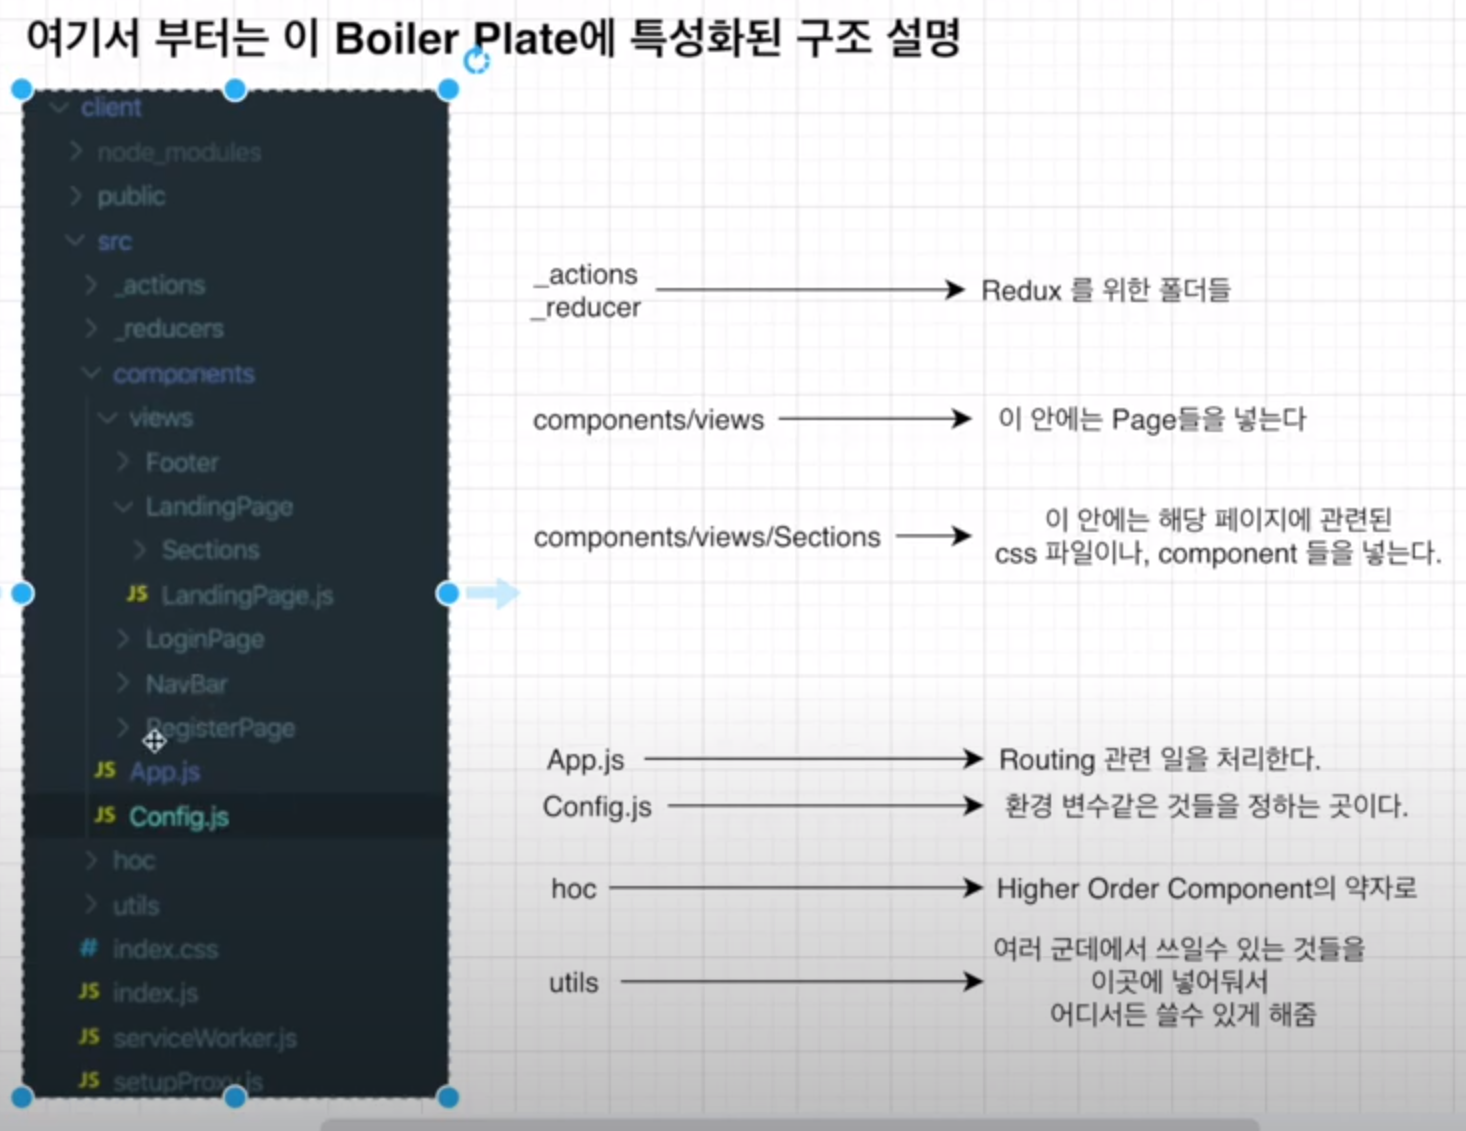 여기서 부터는 이 Boiler Plate에 특성화된 구조 설명
client
node_modules
public
src
_actions
_reducers
components
views
Footer
LandingPage
Sections
JS LandingPage.js
LoginPage
NavBar
RegisterPage
JS App.js
JS Config.js
hoc
utils
# index.css
JS index.js
JS serviceWorker.js
JS setupProxy.js
_actions
_reducer
Redux 를 위한 폴더들
components/views
이 안에는 Page들을 넣는다
components/views/Sections
이 안에는 해당 페이지에 관련된
css 파일이나, component 들을 넣는다.
App.js
Routing 관련 일을 처리한다.
Config.js
환경 변수같은 것들을 정하는 곳이다.
hoc
Higher Order Component의 약자로
utils
여러 군데에서 쓰일수 있는 것들을
이곳에 넣어둬서
어디서든 쓸수 있게 해줌